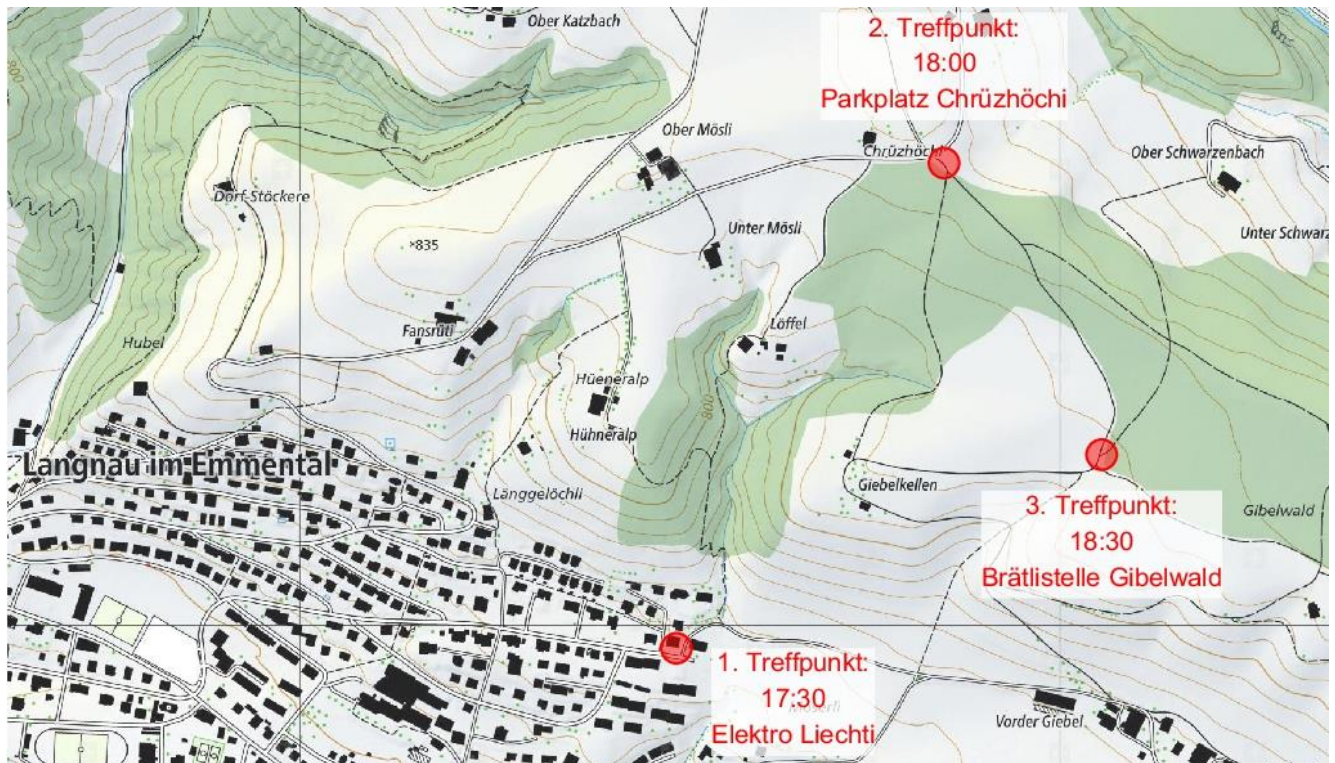 800
Ober Katzbach
2. Treffpunkt:
18:00
Parkplatz Chrüzhöchi
Ober Mösli
Chrüzhöchi
Ober Schwarzenbach
Dorf-Stöckere
835
Unter Mösli
Unter Schwarz
Hubel
Fansrüti
Löffel
Hüeneralp
800
Hühneralp
Langnau im Emmental
Länggelöchli
Giebelkellen
3. Treffpunkt:
18:30
Brätlistelle Gibelwald
Gibelwald
1. Treffpunkt:
17:30
Elektro Liechti
Vorder Giebel